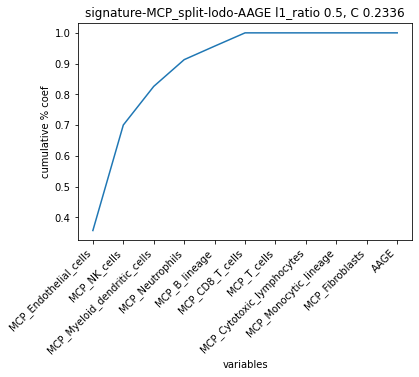 signature-MCP_split-lodo-AAGE l1_ratio 0.5, C 0.2336
1.0
0.9
0.8
0.7
0.6
0.5
0.4
cumulative % coef
MCP_Endothelial_cells
MCP_NK_cells
MCP_Myeloid_dendritic_cells
MCP_Neutrophils
MCP_B_lineage
MCP_CD8_T_cells
MCP_T_cells
MCP_Cytotoxic_lymphocytes
MCP_Monocytic_lineage
MCP_Fibroblasts
AAGE
variables